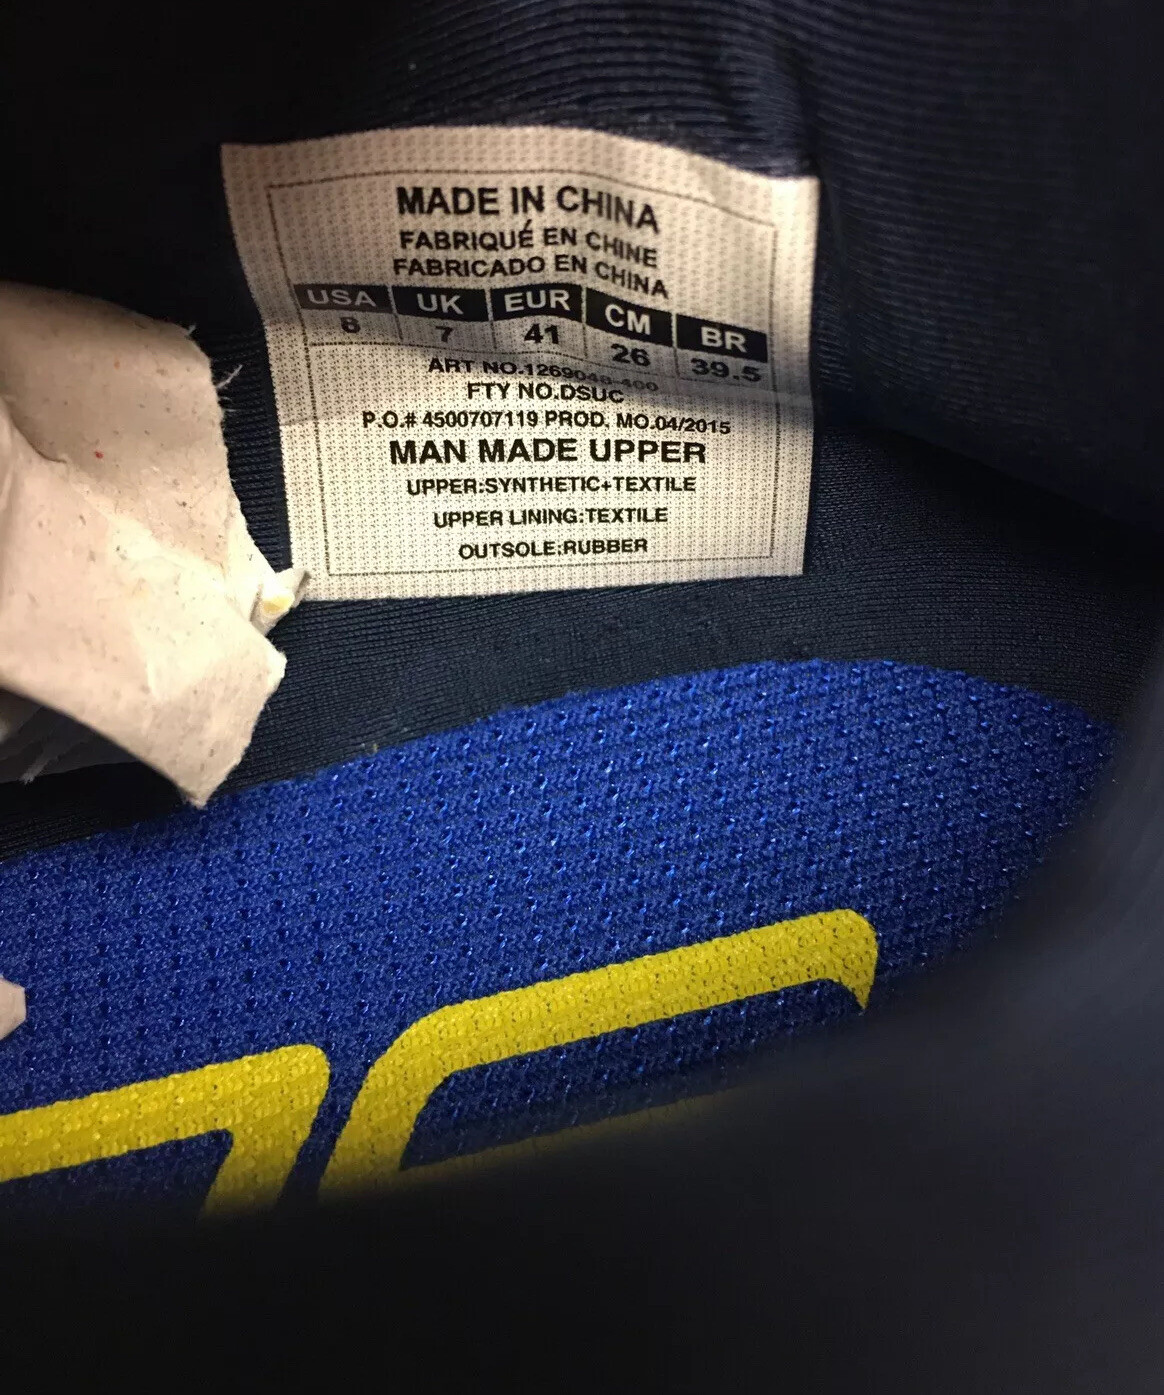 MADE IN CHINA
FABRIQUÉ EN CHINE
FABRICADO EN CHINA
USA UK EUR CM BR
8 7 41 26 39.5
ART NO.1269048-400
FTY NO.DSUC
P.O.# 4500707119 PROD. MO.04/2015
MAN MADE UPPER
UPPER:SYNTHETIC+TEXTILE
UPPER LINING:TEXTILE
OUTSOLE:RUBBER